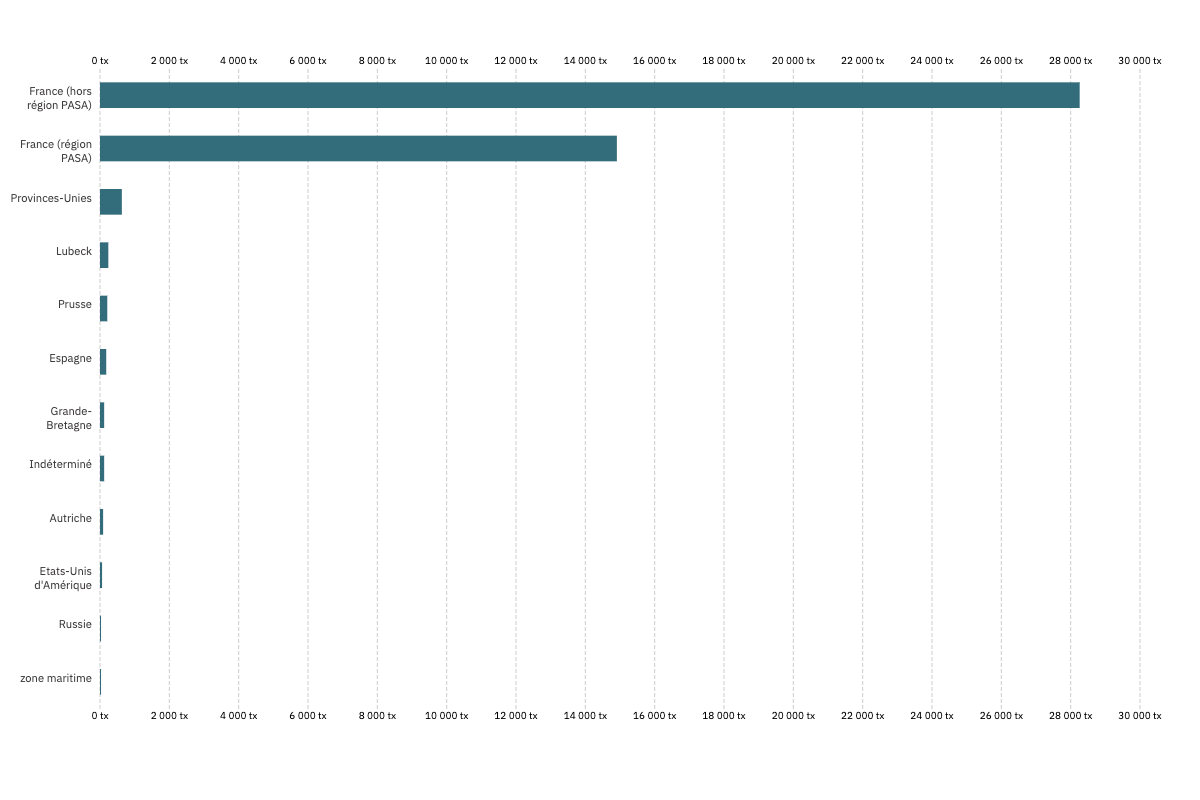 0 tx 2 000 tx 4 000 tx 6 000 tx 8 000 tx 10 000 tx 12 000 tx 14 000 tx 16 000 tx 18 000 tx 20 000 tx 22 000 tx 24 000 tx 26 000 tx 28 000 tx 30 000 tx
France (hors
région PASA)
France (région
PASA)
Provinces-Unies
Lubeck
Prusse
Espagne
Grande-
Bretagne
Indéterminé
Autriche
Etats-Unis
d'Amérique
Russie
zone maritime
0 tx 2 000 tx 4 000 tx 6 000 tx 8 000 tx 10 000 tx 12 000 tx 14 000 tx 16 000 tx 18 000 tx 20 000 tx 22 000 tx 24 000 tx 26 000 tx 28 000 tx 30 000 tx